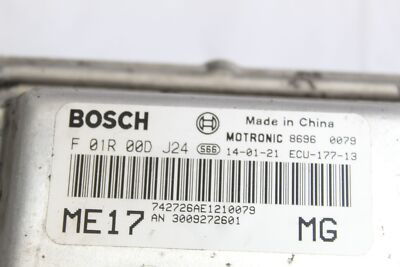 BOSCH Made in China
MOTRONIC 8696 0079
F 01R 00D J24 S66 14-01-21 ECU-177-13
742726AE1210079
ME17 AN 3009272601 MG